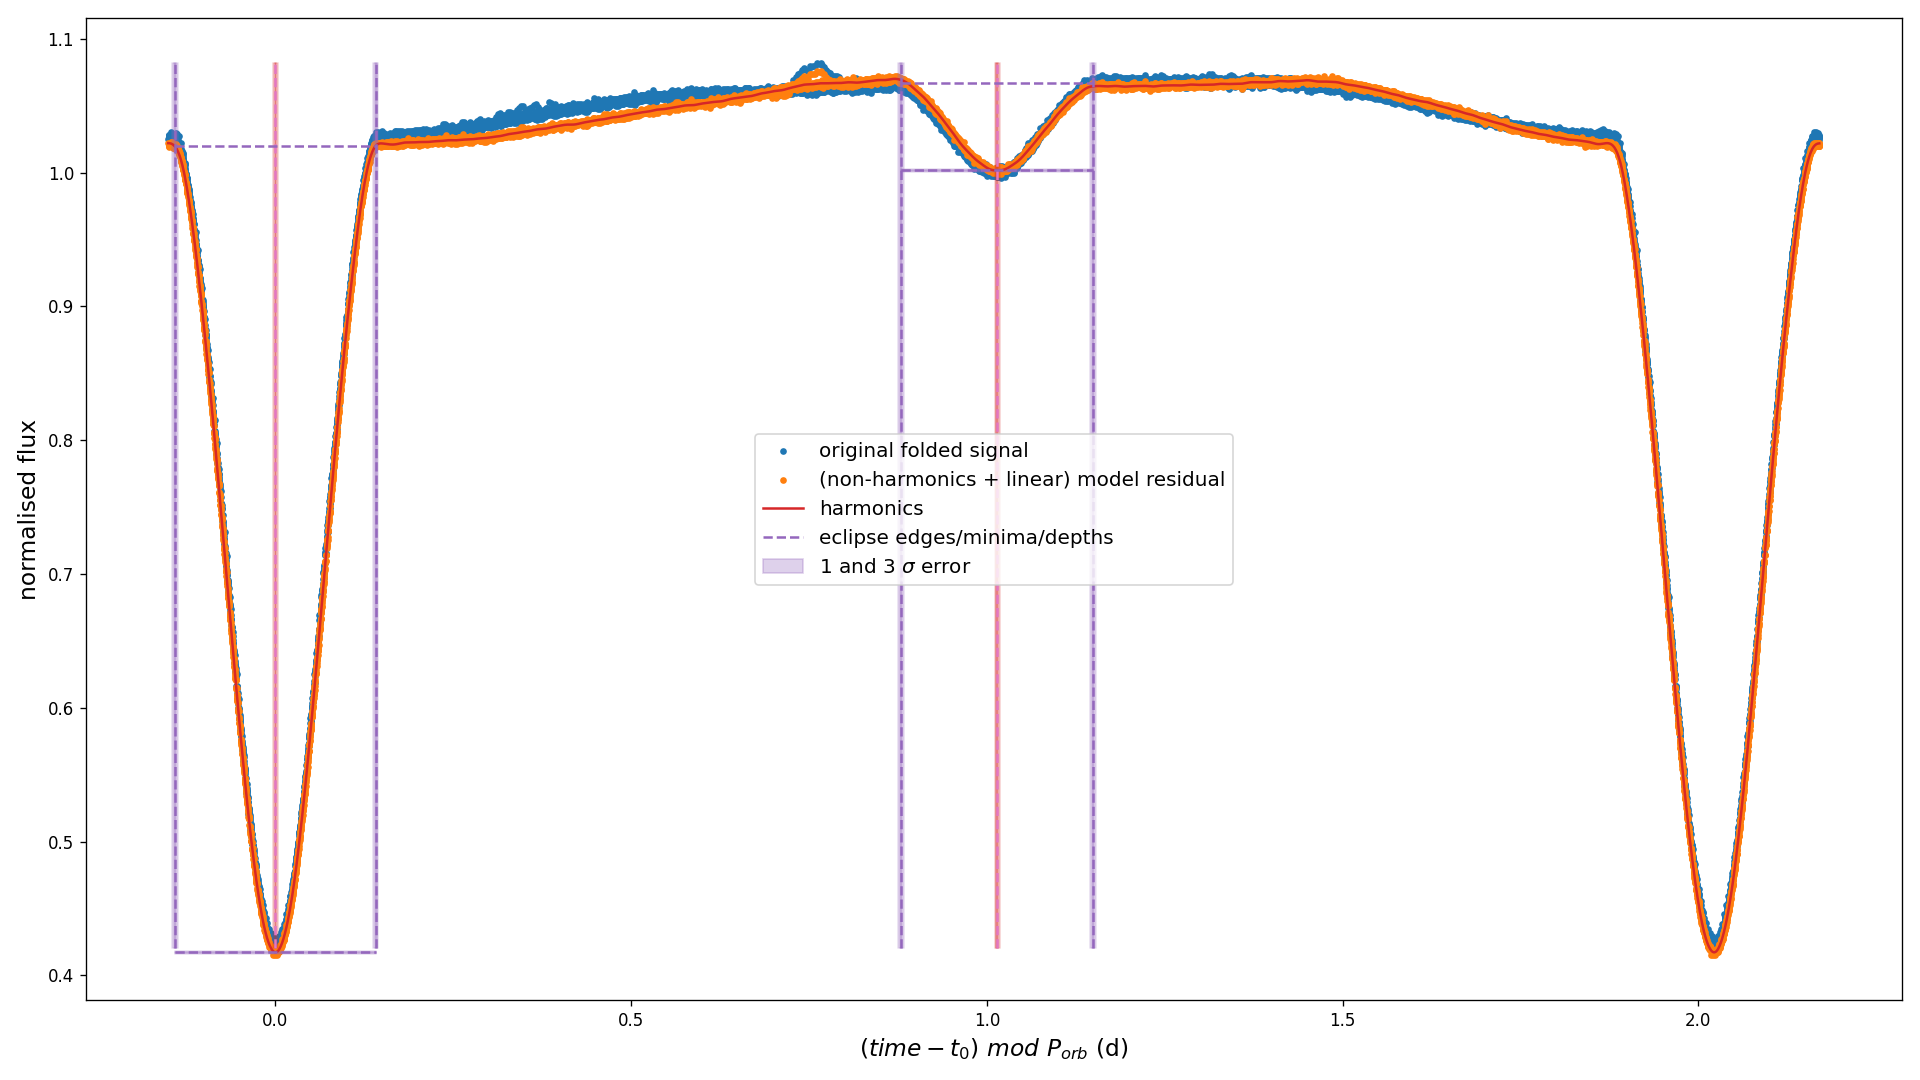 1.1
1.0
0.9
0.8
0.7
0.6
0.5
0.4
normalised flux
original folded signal
(non-harmonics + linear) model residual
harmonics
eclipse edges/minima/depths
1 and 3 σ error
0.0 0.5 1.0 1.5 2.0
(time − t₀) mod Pₒᵣb (d)